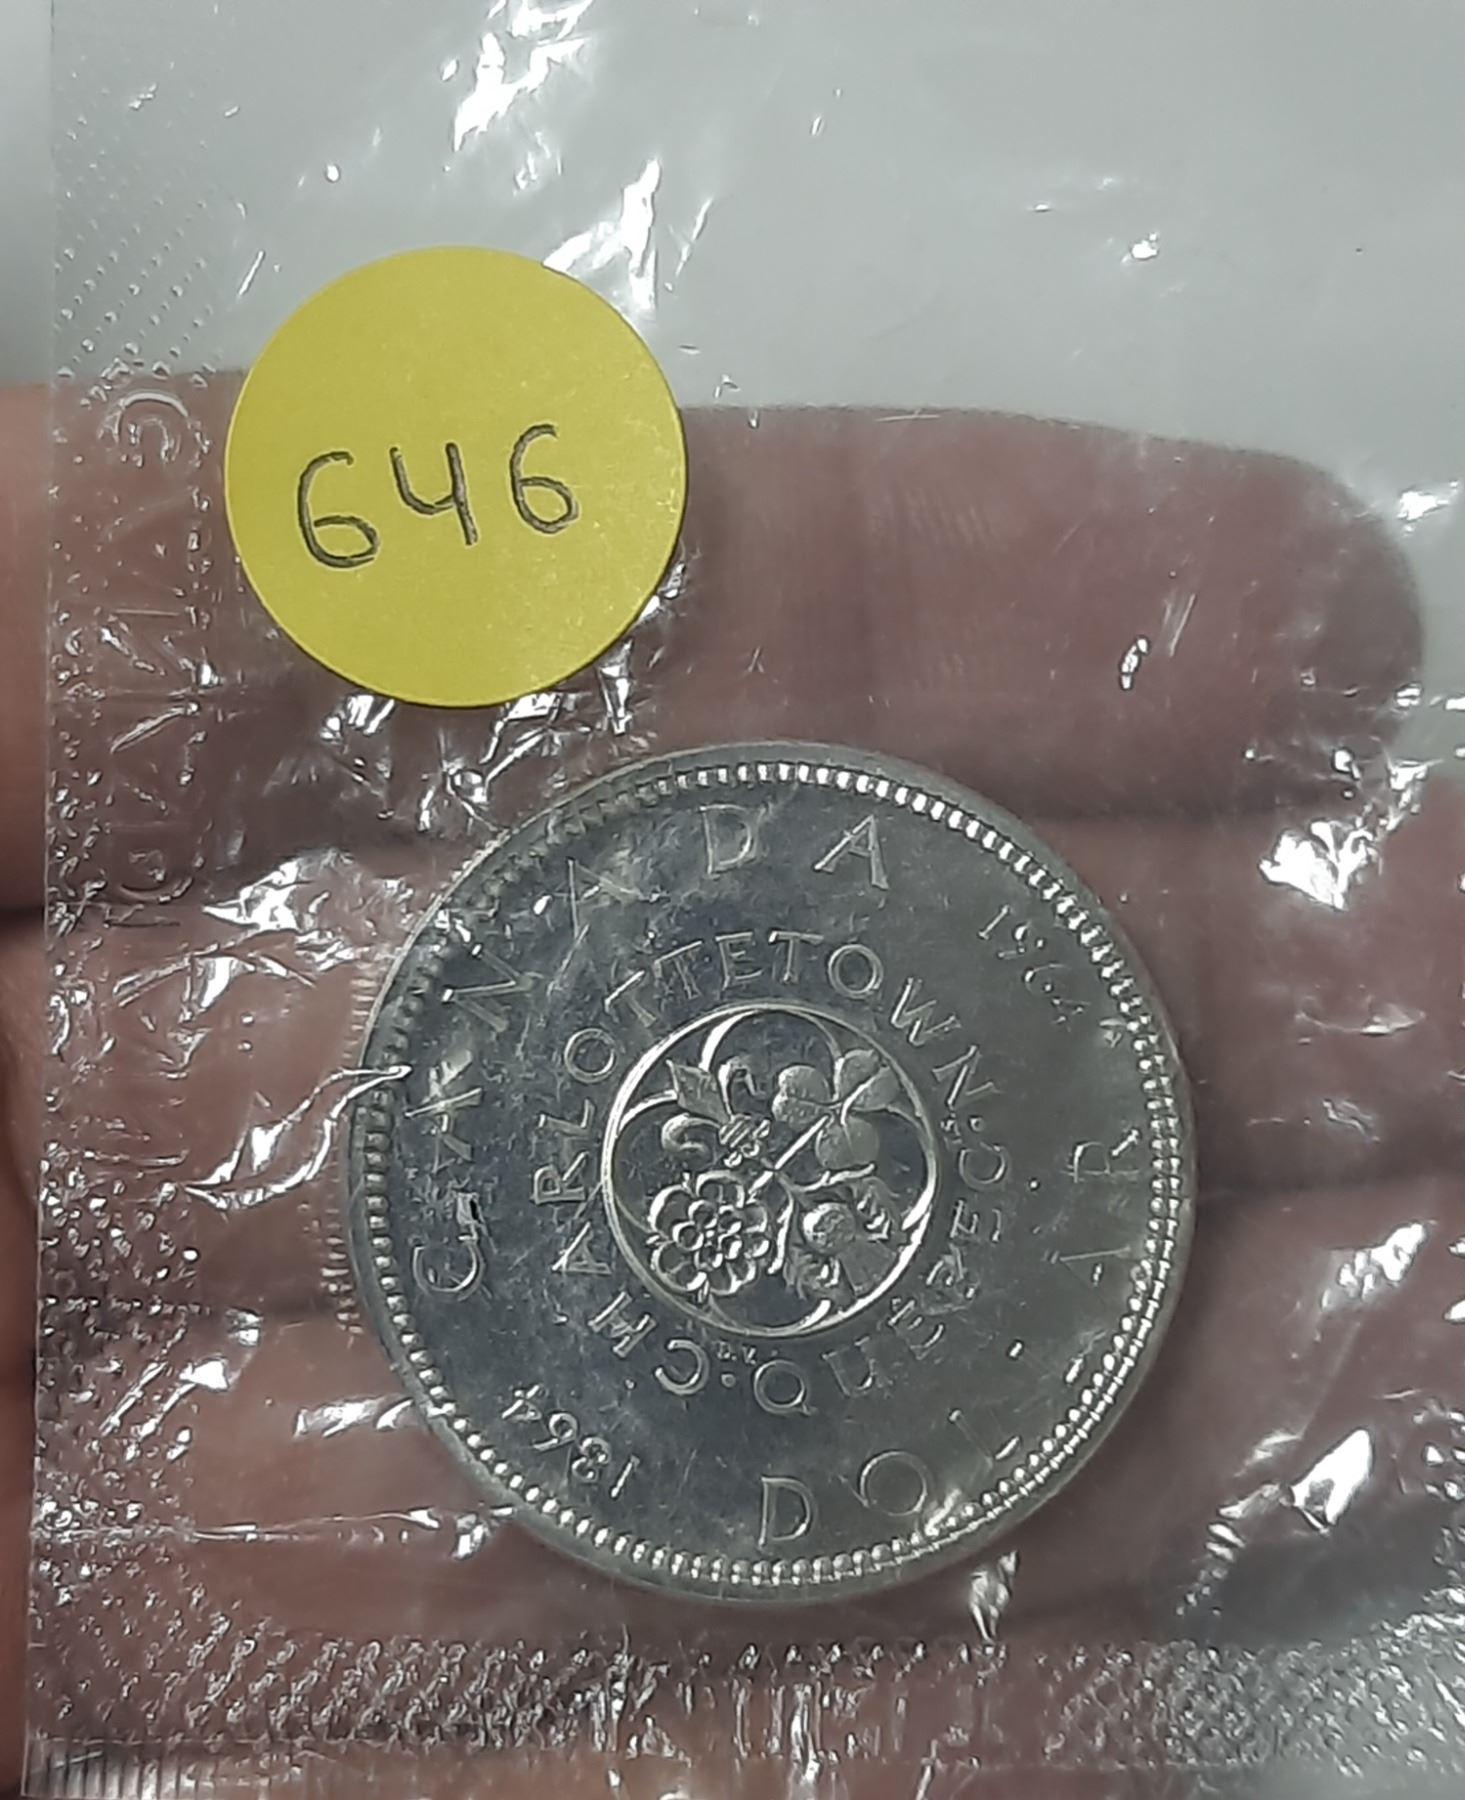 646
CANADA
1964
DOLLAR
1864
CHARLOTTETOWN
QUEBEC